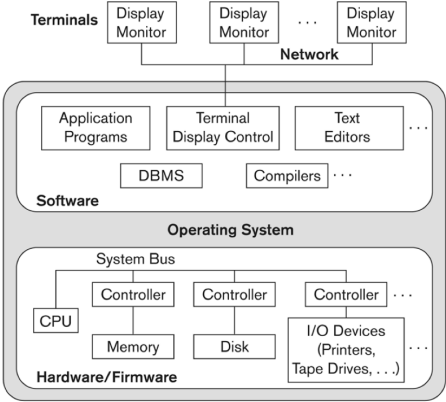 Terminals
Display
Monitor
Display
Monitor
. . .
Display
Monitor
Network
Application
Programs
Terminal
Display Control
Text
Editors
. . .
DBMS
Compilers
. . .
Software
Operating System
System Bus
Controller
Controller
Controller
. . .
CPU
Memory
Disk
I/O Devices
(Printers,
Tape Drives, . . .)
. . .
Hardware/Firmware